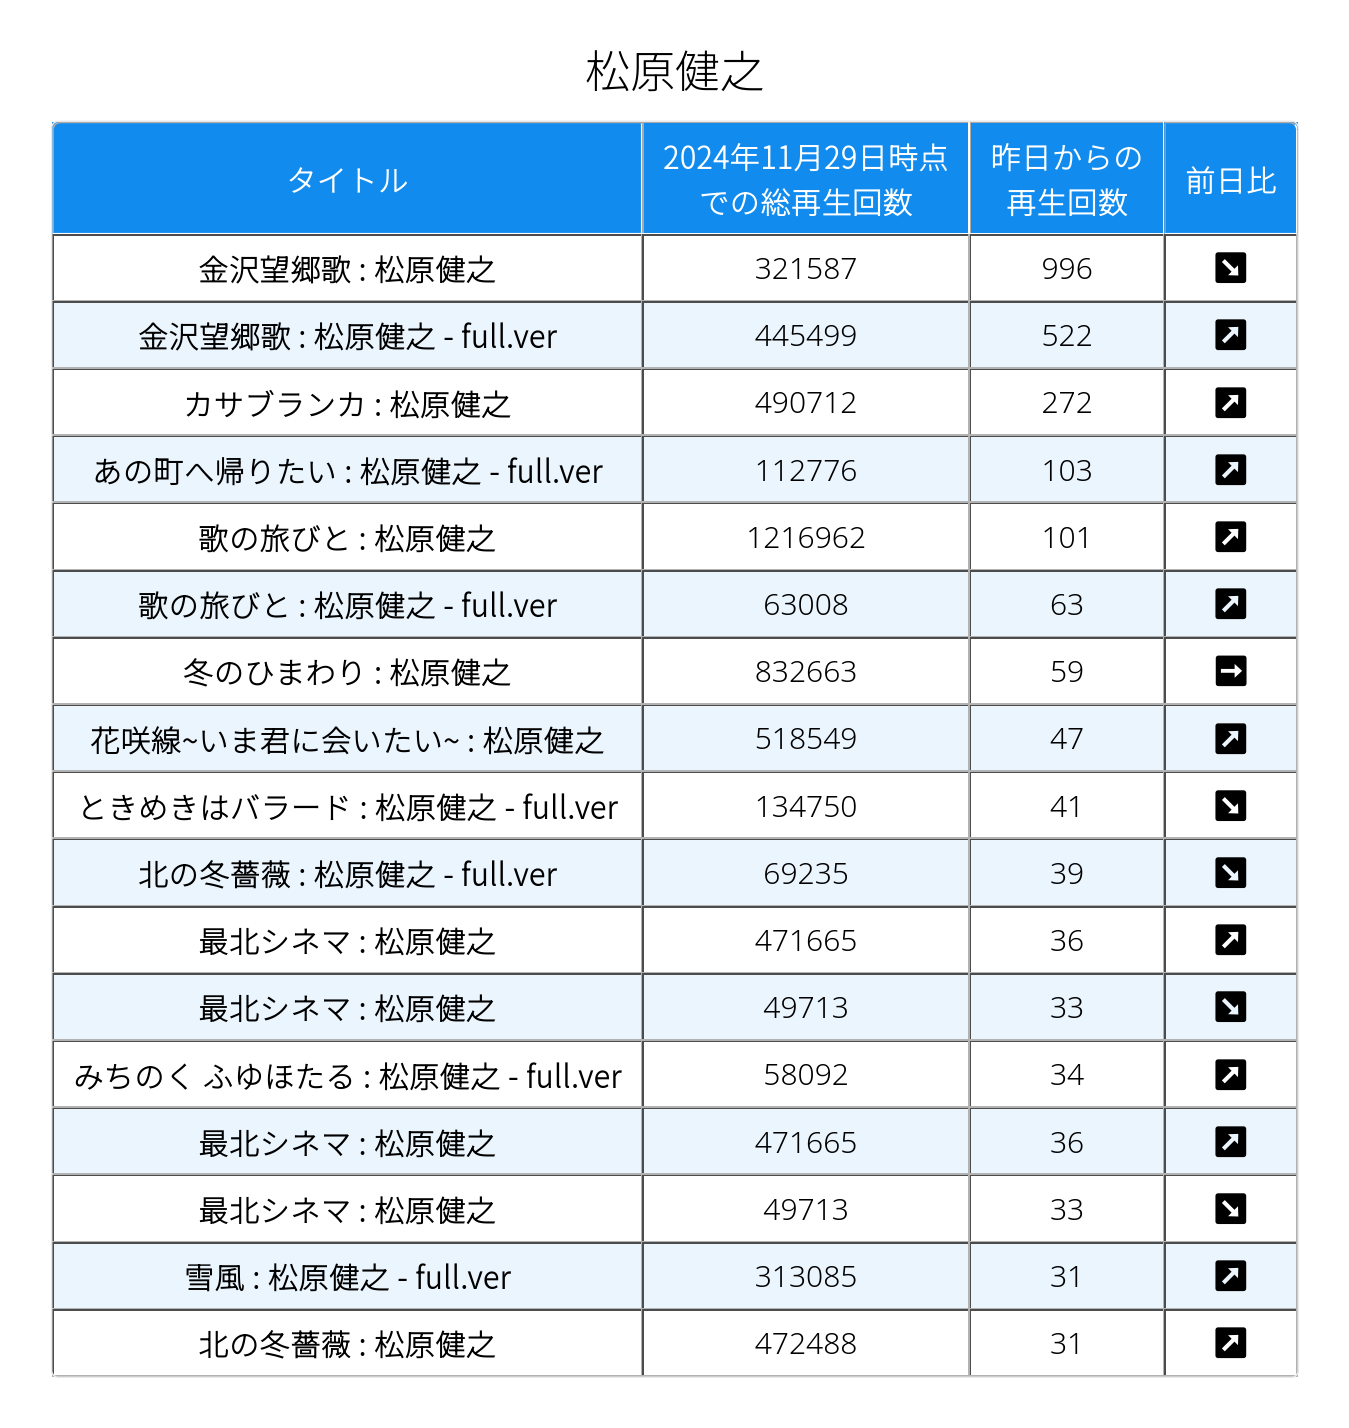 松原健之
タイトル 2024年11月29日時点での総再生回数 昨日からの再生回数 前日比
金沢望郷歌 : 松原健之 321587 996 ↘
金沢望郷歌 : 松原健之 - full.ver 445499 522 ↗
カサブランカ : 松原健之 490712 272 ↗
あの町へ帰りたい : 松原健之 - full.ver 112776 103 ↗
歌の旅びと : 松原健之 1216962 101 ↗
歌の旅びと : 松原健之 - full.ver 63008 63 ↗
冬のひまわり : 松原健之 832663 59 →
花咲線~いま君に会いたい~ : 松原健之 518549 47 ↗
ときめきはバラード : 松原健之 - full.ver 134750 41 ↘
北の冬薔薇 : 松原健之 - full.ver 69235 39 ↘
最北シネマ : 松原健之 471665 36 ↗
最北シネマ : 松原健之 49713 33 ↘
みちのく ふゆほたる : 松原健之 - full.ver 58092 34 ↗
最北シネマ : 松原健之 471665 36 ↗
最北シネマ : 松原健之 49713 33 ↘
雪風 : 松原健之 - full.ver 313085 31 ↗
北の冬薔薇 : 松原健之 472488 31 ↗